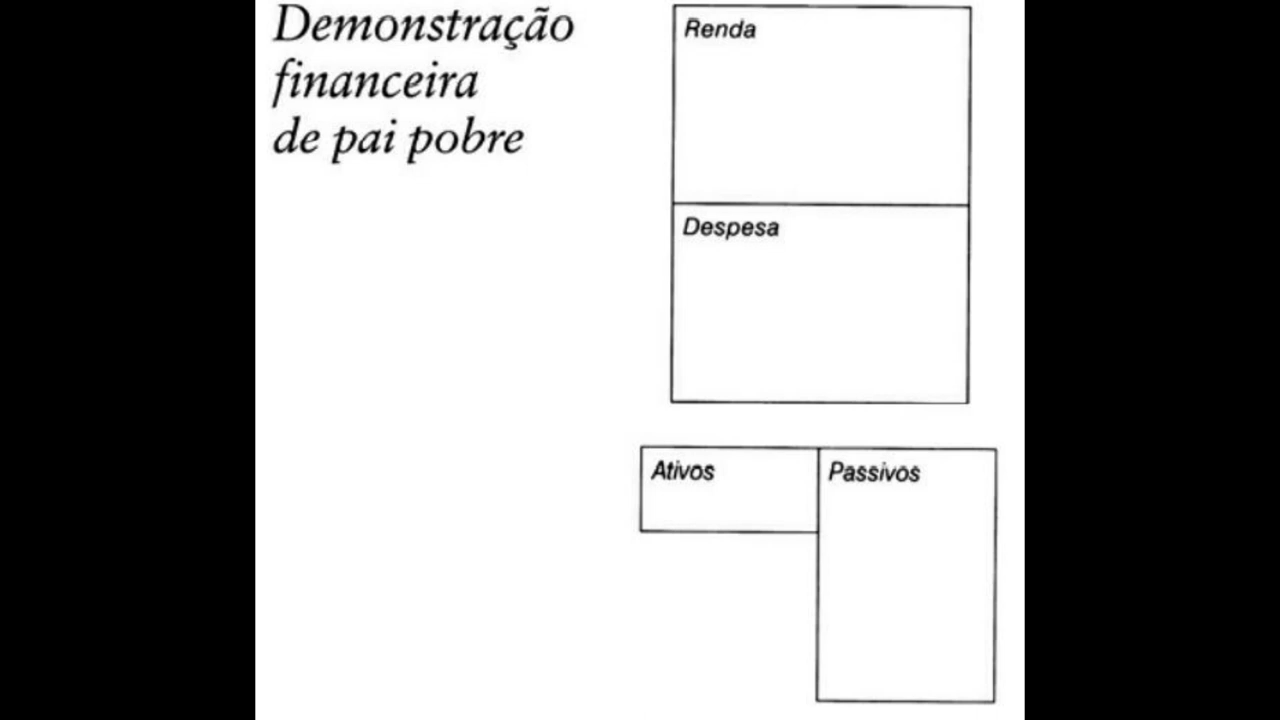 Demonstração
financeira
de pai pobre
Renda
Despesa
Ativos
Passivos